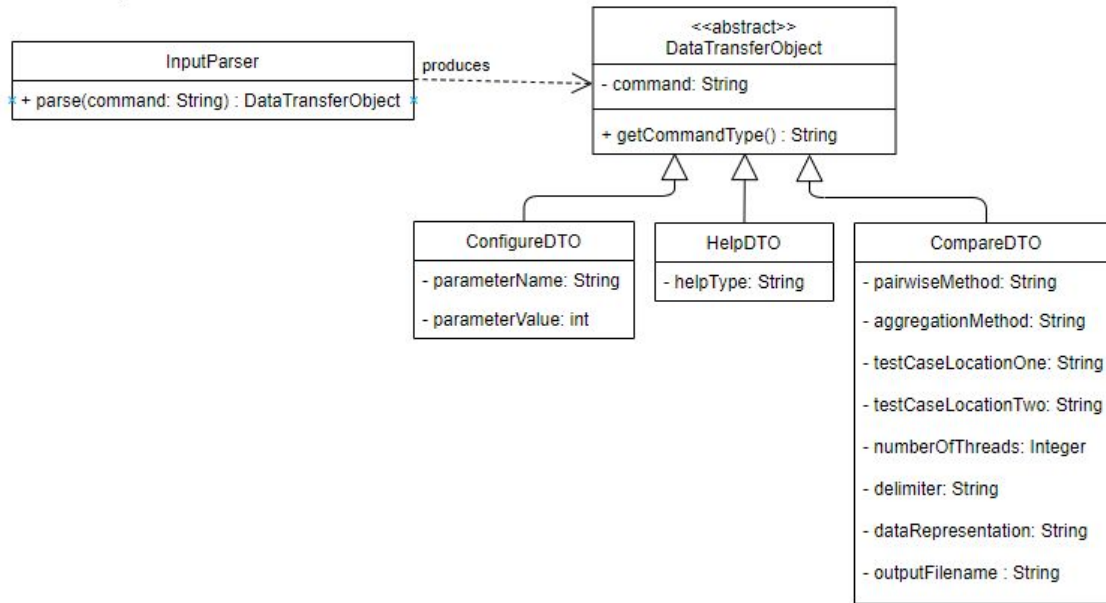 <<abstract>>
DataTransferObject
InputParser
produces
- command: String
+ parse(command: String) : DataTransferObject
+ getCommandType() : String
ConfigureDTO
- parameterName: String
- parameterValue: int
HelpDTO
- helpType: String
CompareDTO
- pairwiseMethod: String
- aggregationMethod: String
- testCaseLocationOne: String
- testCaseLocationTwo: String
- numberOfThreads: Integer
- delimiter: String
- dataRepresentation: String
- outputFilename : String